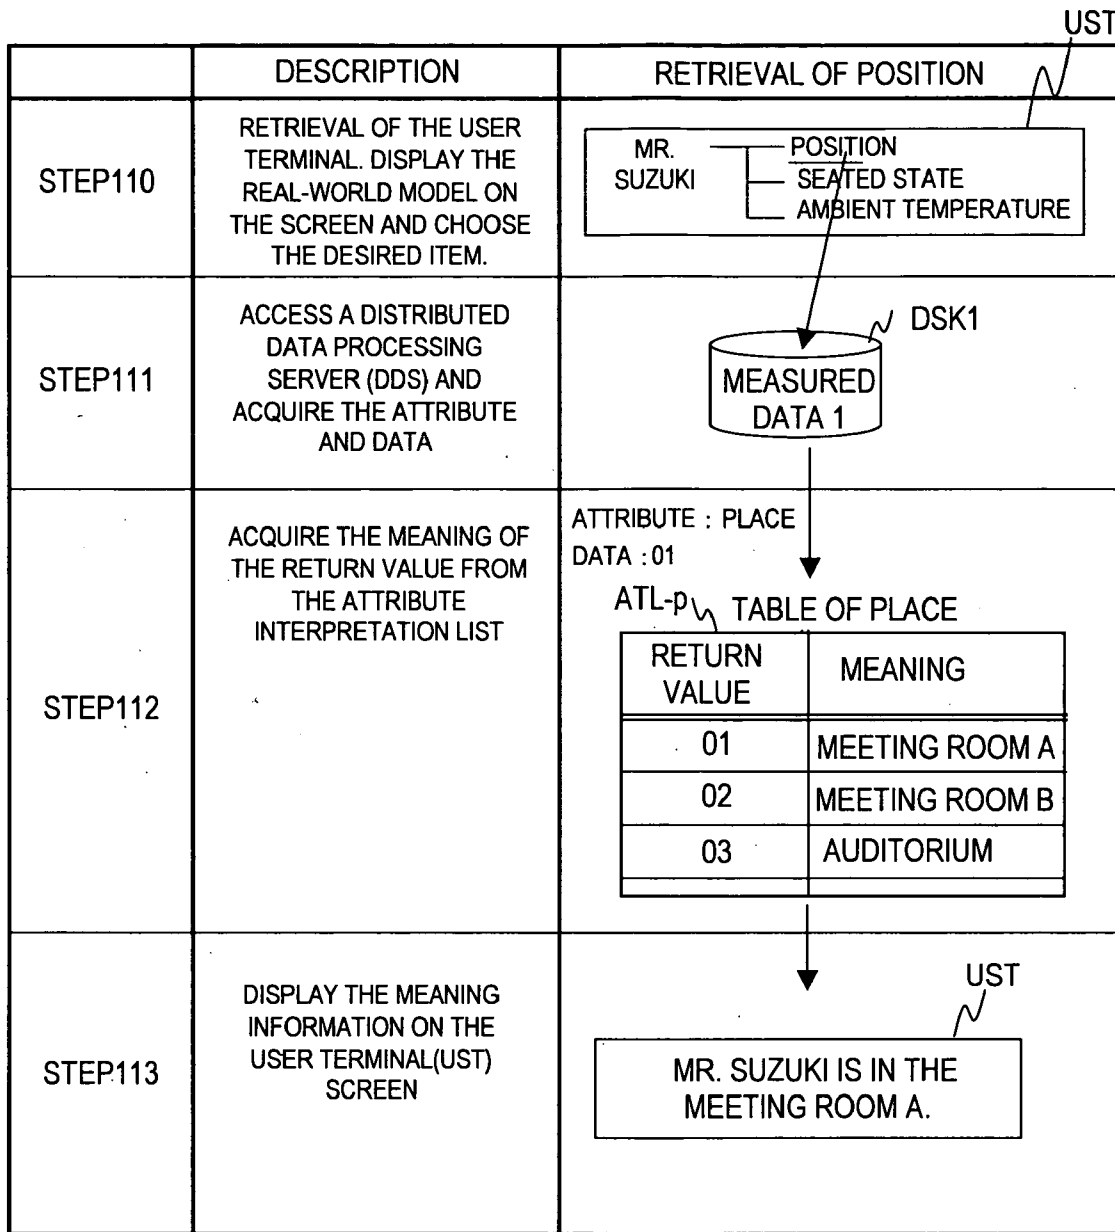 UST
DESCRIPTION
RETRIEVAL OF POSITION
STEP110
RETRIEVAL OF THE USER
TERMINAL. DISPLAY THE
REAL-WORLD MODEL ON
THE SCREEN AND CHOOSE
THE DESIRED ITEM.
MR.
SUZUKI
POSITION
SEATED STATE
AMBIENT TEMPERATURE
STEP111
ACCESS A DISTRIBUTED
DATA PROCESSING
SERVER (DDS) AND
ACQUIRE THE ATTRIBUTE
AND DATA
DSK1
MEASURED
DATA 1
STEP112
ACQUIRE THE MEANING OF
THE RETURN VALUE FROM
THE ATTRIBUTE
INTERPRETATION LIST
ATTRIBUTE : PLACE
DATA : 01
ATL-p
TABLE OF PLACE
RETURN
VALUE
MEANING
01 MEETING ROOM A
02 MEETING ROOM B
03 AUDITORIUM
STEP113
DISPLAY THE MEANING
INFORMATION ON THE
USER TERMINAL(UST)
SCREEN
UST
MR. SUZUKI IS IN THE
MEETING ROOM A.